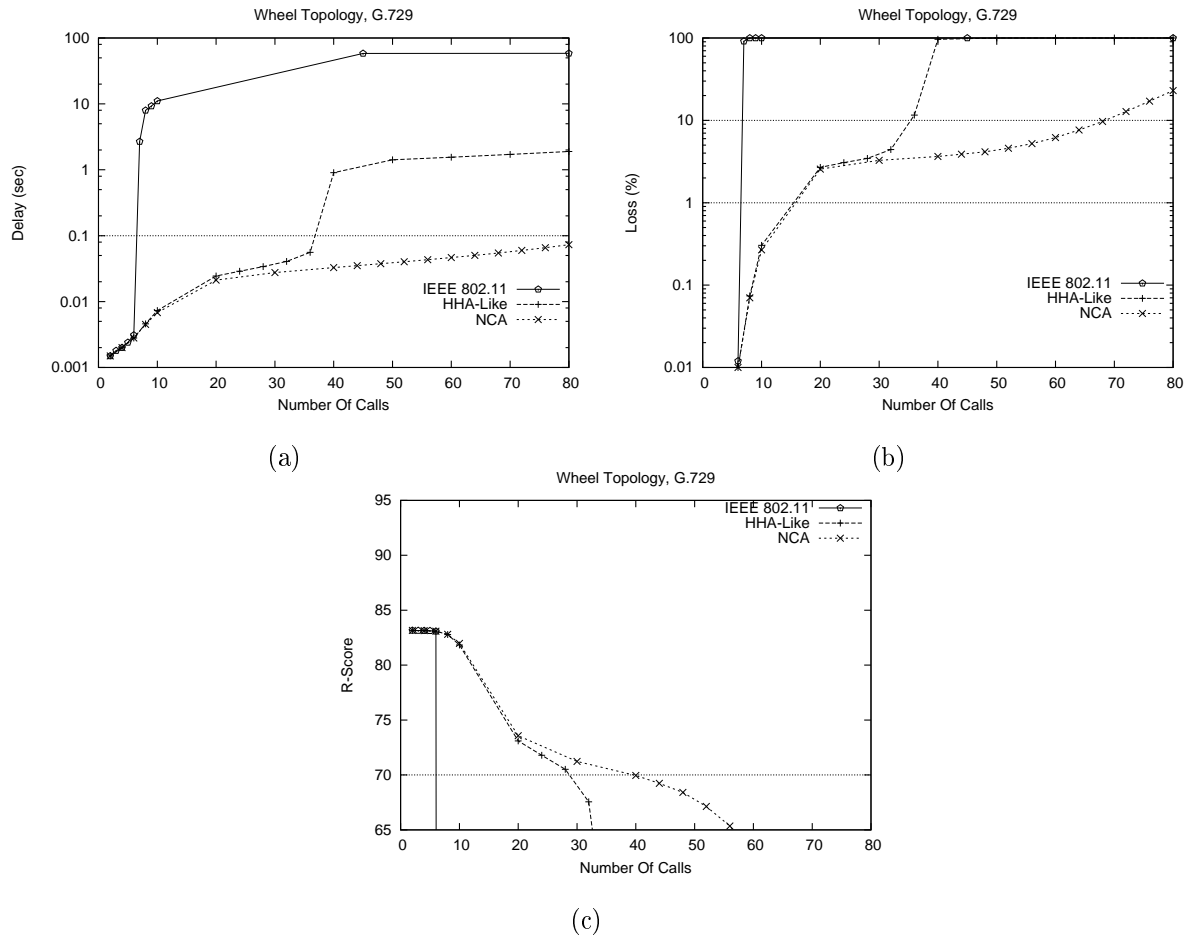 Wheel Topology, G.729
100
10
1
0.1
0.01
0.001
Delay (sec)
0 10 20 30 40 50 60 70 80
Number Of Calls
IEEE 802.11
HHA-Like
NCA
(a)
Wheel Topology, G.729
100
10
1
0.1
0.01
Loss (%)
0 10 20 30 40 50 60 70 80
Number Of Calls
IEEE 802.11
HHA-Like
NCA
(b)
Wheel Topology, G.729
95
90
85
80
75
70
65
R-Score
0 10 20 30 40 50 60 70 80
Number Of Calls
IEEE 802.11
HHA-Like
NCA
(c)